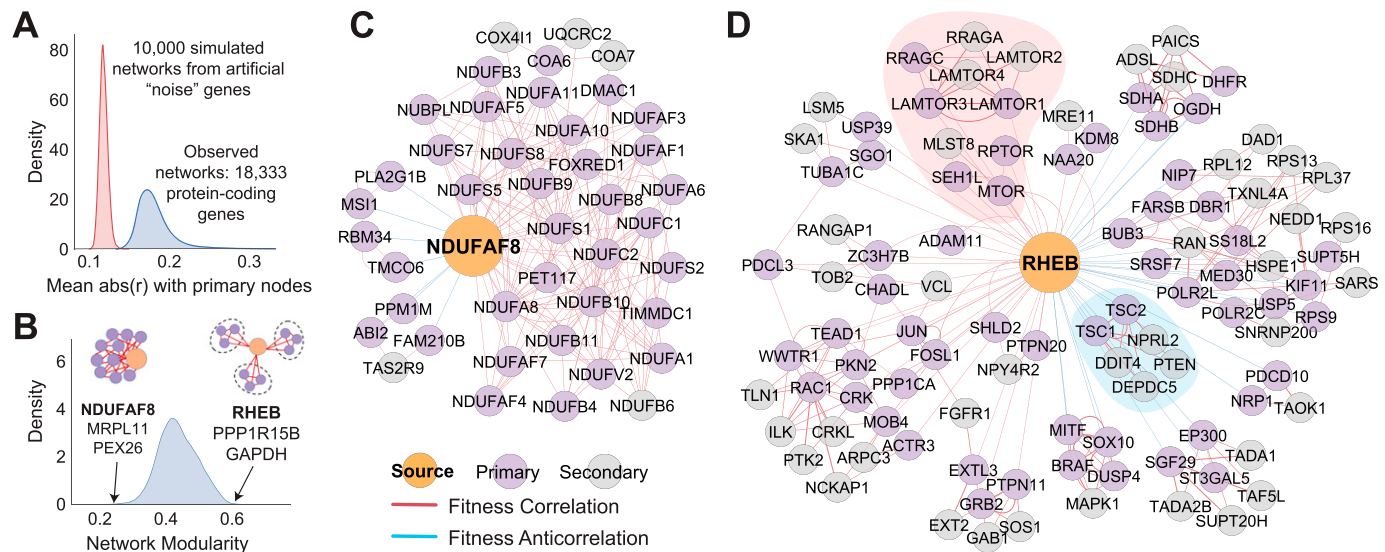 A
80
60
40
20
0
Density
10,000 simulated
networks from artificial
“noise” genes
Observed
networks: 18,333
protein-coding
genes
0.1
0.2
0.3
Mean abs(r) with primary nodes
B
6
4
2
0
Density
NDUFAF8
MRPL11
PEX26
RHEB
PPP1R15B
GAPDH
0.2
0.4
0.6
Network Modularity
C
COX4I1
UQCRC2
COA6
COA7
NDUFB3
NDUFA11
DMAC1
NUBPL
NDUFAF5
NDUFAF3
NDUFA10
NDUFS7
NDUFS8
FOXRED1
NDUFAF1
PLA2G1B
NDUFS5
NDUFB9
NDUFB8
NDUFA6
MSI1
NDUFS1
NDUFC1
RBM34
NDUFAF8
NDUFC2
TMCO6
PET117
NDUFS2
PPM1M
NDUFA8
NDUFB10
TIMMDC1
ABI2
FAM210B
NDUFB11
NDUFA1
TAS2R9
NDUFAF7
NDUFV2
NDUFAF4
NDUFB4
NDUFB6
Source
Primary
Secondary
Fitness Correlation
Fitness Anticorrelation
D
RRAGA
RRAGC
LAMTOR2
LAMTOR4
LAMTOR3
LAMTOR1
MLST8
RPTOR
SEH1L
MTOR
PAICS
ADSL
SDHC
DHFR
SDHA
OGDH
SDHB
LSM5
USP39
SKA1
SGO1
TUBA1C
MRE11
KDM8
NAA20
DAD1
RPL12
RPS13
NIP7
TXNL4A
RPL37
FARSB
DBR1
NEDD1
BUB3
RAN
SS18L2
RPS16
SRSF7
HSPE1
SUPT5H
MED30
SARS
POLR2L
KIF11
USP5
POLR2C
RPS9
SNRNP200
RANGAP1
ADAM11
ZC3H7B
PDCL3
TOB2
VCL
CHADL
RHEB
TSC2
TSC1
NPRL2
DDIT4
PTEN
DEPDC5
TEAD1
JUN
SHLD2
WWTR1
FOSL1
PTPN20
PKN2
NPY4R2
RAC1
PPP1CA
TLN1
CRK
ILK
CRKL
MOB4
PTK2
ARPC3
ACTR3
NCKAP1
FGFR1
EXTL3
PTPN11
GRB2
EXT2
SOS1
GAB1
MITF
SOX10
BRAF
DUSP4
MAPK1
PDCD10
NRP1
TAOK1
EP300
TADA1
SGF29
ST3GAL5
TAF5L
TADA2B
SUPT20H